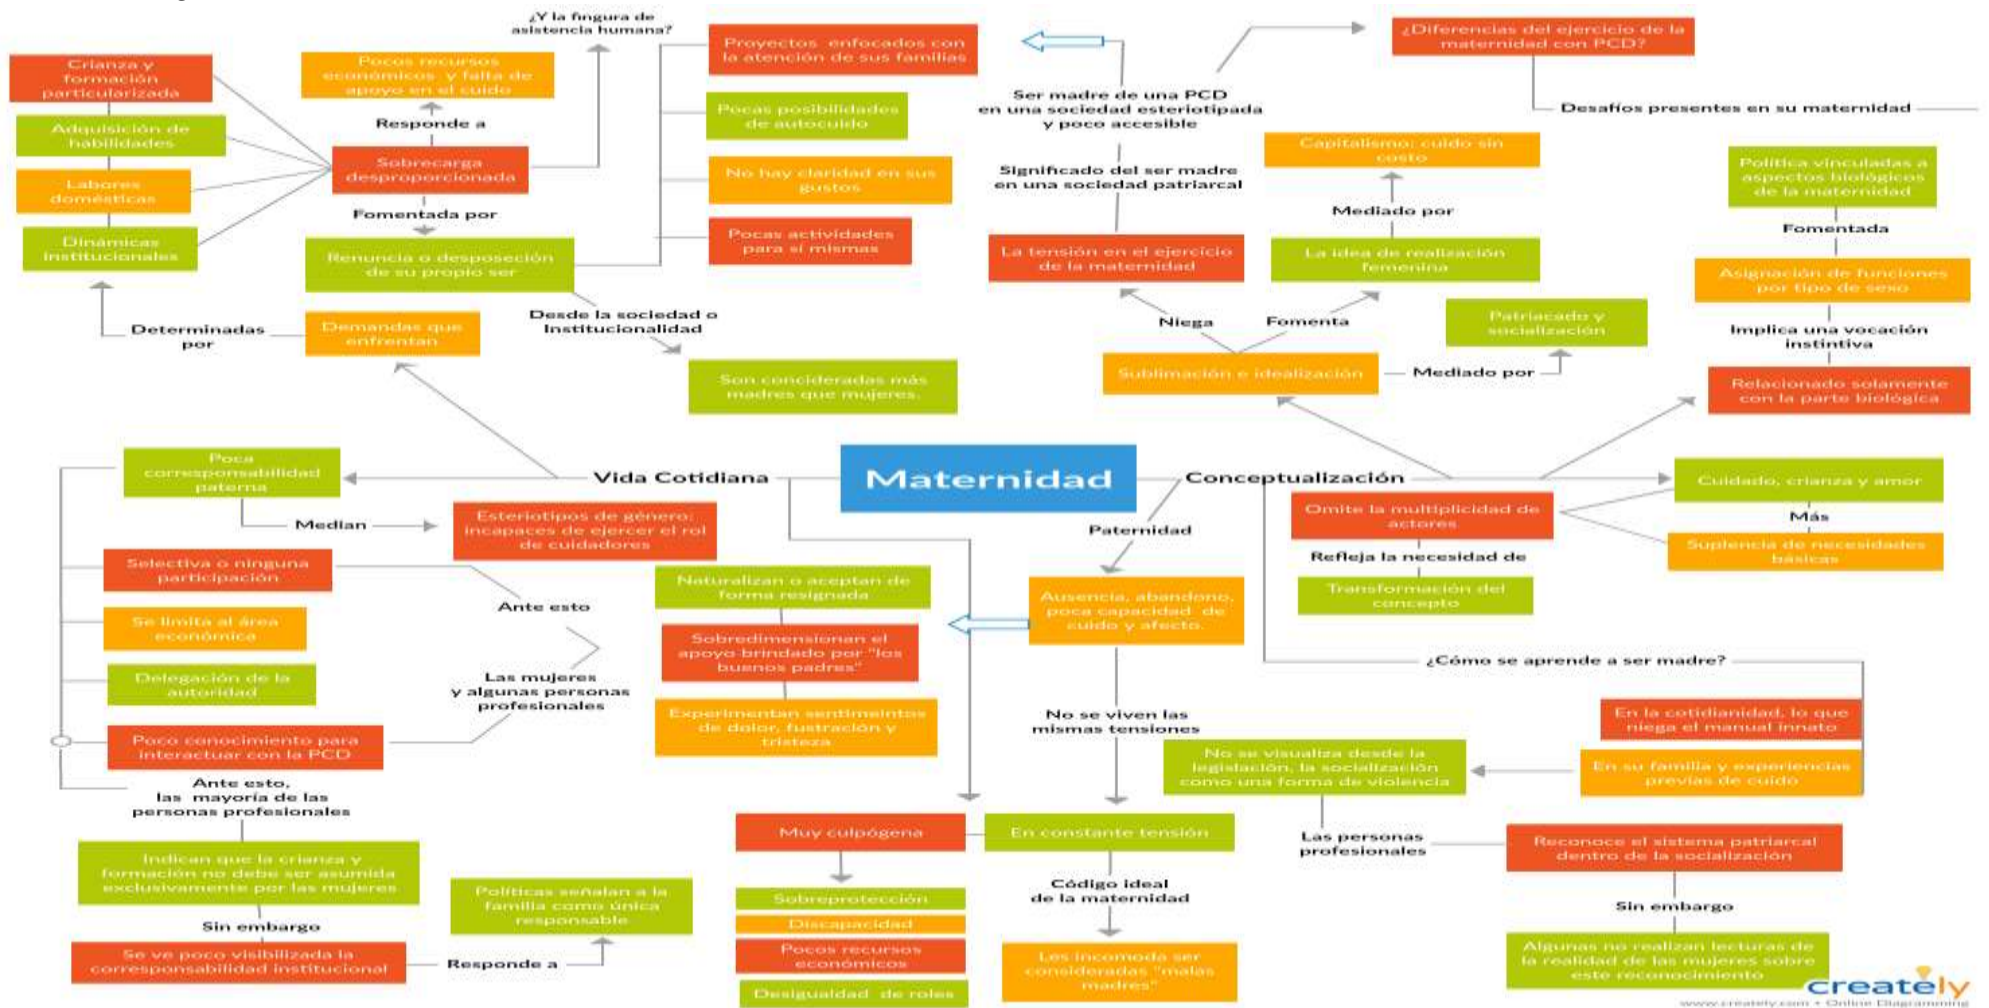 ¿Y la fingura de
asistencia humana?
Crianza y
formación
particularizada
Adquisición de
habilidades
Labores
domésticas
Dinámicas
institucionales
Pocos recursos
económicos y falta de
apoyo en el cuido
Responde a
Sobrecarga
desproporcionada
Fomentada por
Renuncia o desposeción
de su propio ser
Determinadas
por
Demandas que
enfrentan
Desde la sociedad o
Institucionalidad
Proyectos enfocados con
la atención de sus familias
Pocas posibilidades
de autocuido
No hay claridad en sus
gustos
Pocas actividades
para sí mismas
Son concideradas más
madres que mujeres.
¿Diferencias del ejercicio de la
maternidad con PCD?
Desafíos presentes en su maternidad
Ser madre de una PCD
en una sociedad esteriotipada
y poco accesible
Significado del ser madre
en una sociedad patriarcal
La tensión en el ejercicio
de la maternidad
Capitalismo: cuido sin
costo
Mediado por
La idea de realización
femenina
Niega
Fomenta
Sublimación e idealización
Mediado por
Patriacado y
socialización
Política vinculadas a
aspectos biológicos
de la maternidad
Fomentada
Asignación de funciones
por tipo de sexo
Implica una vocación
instintiva
Relacionado solamente
con la parte biológica
Poca
corresponsabilidad
paterna
Vida Cotidiana
Maternidad
Conceptualización
Median
Esteriotipos de género:
incapaces de ejercer el rol
de cuidadores
Selectiva o ninguna
participación
Se limita al área
económica
Delegación de la
autoridad
Poco conocimiento para
interactuar con la PCD
Ante esto
Las mujeres
y algunas personas
profesionales
Naturalizan o aceptan de
forma resignada
Sobredimensionan el
apoyo brindado por "los
buenos padres"
Experimentan sentimeintos
de dolor, fustración y
tristeza
Paternidad
Ausencia, abandono,
poca capacidad de
cuido y afecto.
No se viven las
mismas tensiones
Omite la multiplicidad de
actores
Refleja la necesidad de
Transformación del
concepto
Cuidado, crianza y amor
Más
Suplencia de necesidades
básicas
¿Cómo se aprende a ser madre?
En la cotidianidad, lo que
niega el manual innato
En su familia y experiencias
previas de cuido
No se visualiza desde la
legislación, la socialización
como una forma de violencia
Las personas
profesionales
Reconoce el sistema patriarcal
dentro de la socialización
Sin embargo
Algunas no realizan lecturas de
la realidad de las mujeres sobre
este reconocimiento
Ante esto,
las mayoría de las
personas profesionales
Indican que la crianza y
formación no debe ser asumida
exclusivamente por las mujeres
Sin embargo
Se ve poco visibilizada la
corresponsabilidad institucional
Responde a
Políticas señalan a la
familia como única
responsable
Muy culpógena
En constante tensión
Sobreprotección
Discapacidad
Pocos recursos
económicos
Desigualdad de roles
Código ideal
de la maternidad
Les incomoda ser
consideradas "malas
madres"
creately
www.creately.com • Online Diagramming